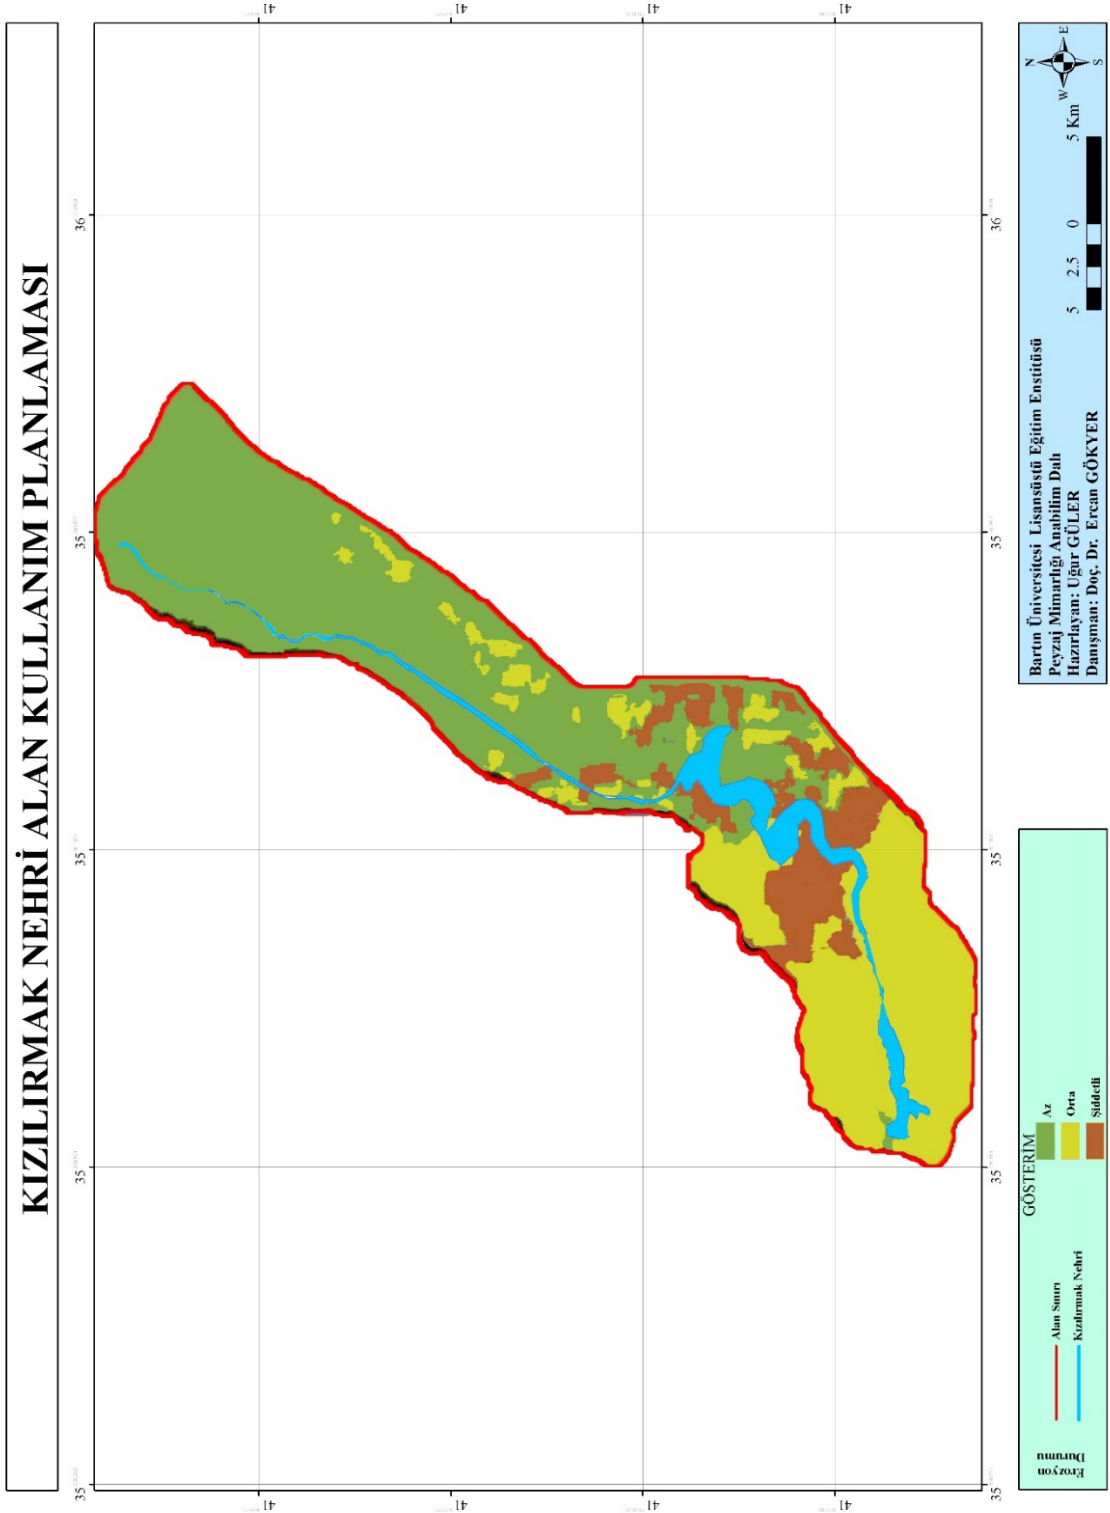 KIZILIRMAK NEHRİ ALAN KULLANIM PLANLAMASI
35 35 35 35 36
41
41
41
41
41
41
41
41
35 35 35 35 36
Erozyon
Durumu
GÖSTERİM
Alan Sınırı
Kızılırmak Nehri
Az
Orta
Şiddetli
Bartın Üniversitesi Lisansüstü Eğitim Enstitüsü
Peyzaj Mimarlığı Anabilim Dalı
Hazırlayan: Uğur GÜLER
Danışman: Doç. Dr. Ercan GÖKYER
5 2.5 0 5 Km
N
W E
S